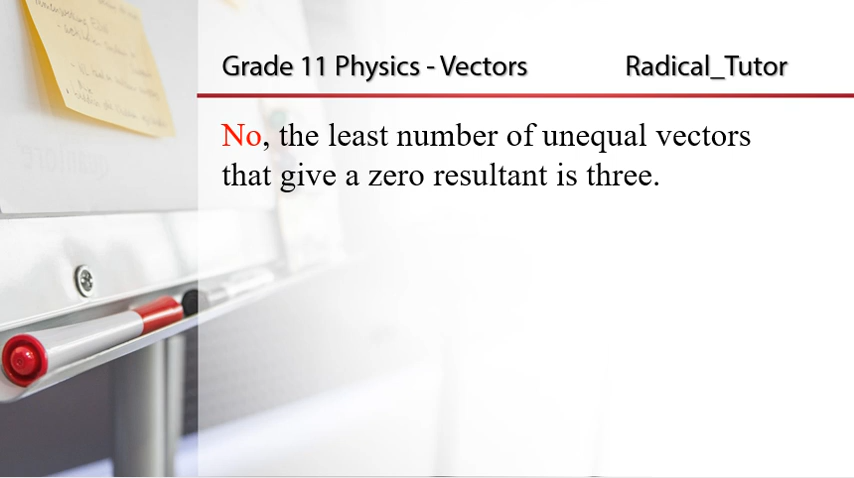 Grade 11 Physics - Vectors Radical_Tutor
No, the least number of unequal vectors
that give a zero resultant is three.